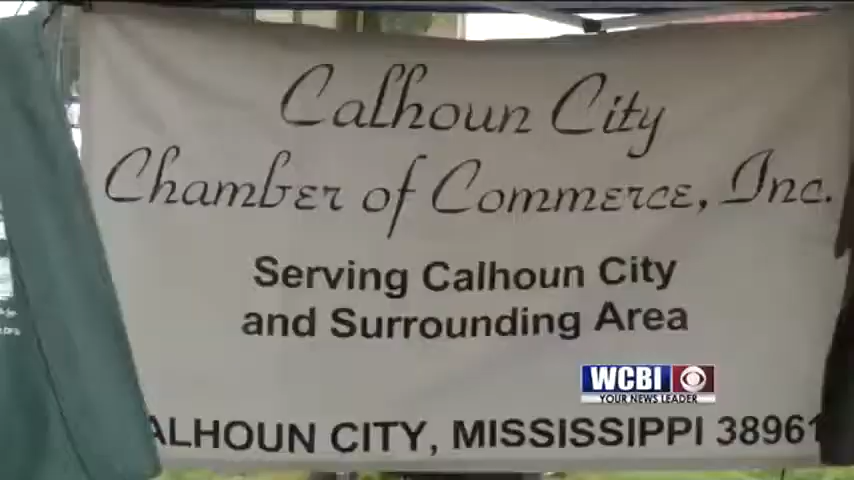 Calhoun City
Chamber of Commerce, Inc.
Serving Calhoun City
and Surrounding Area
WCBI
YOUR NEWS LEADER
ALHOUN CITY, MISSISSIPPI 38961